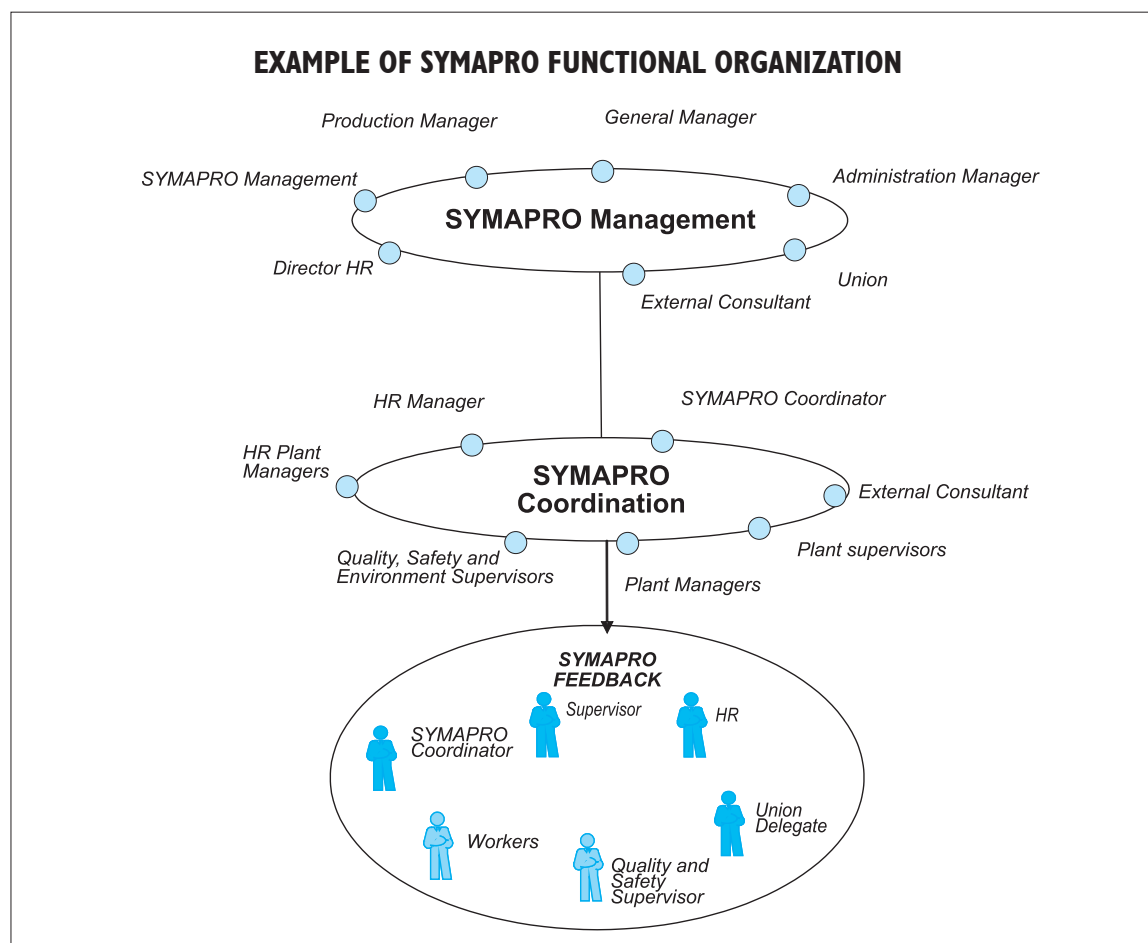 EXAMPLE OF SYMAPRO FUNCTIONAL ORGANIZATION
Production Manager
General Manager
SYMAPRO Management
Administration Manager
SYMAPRO Management
Director HR
Union
External Consultant
HR Manager
SYMAPRO Coordinator
HR Plant
Managers
SYMAPRO
Coordination
External Consultant
Quality, Safety and
Environment Supervisors
Plant supervisors
Plant Managers
SYMAPRO
FEEDBACK
Supervisor
HR
SYMAPRO
Coordinator
Union
Delegate
Workers
Quality and
Safety
Supervisor